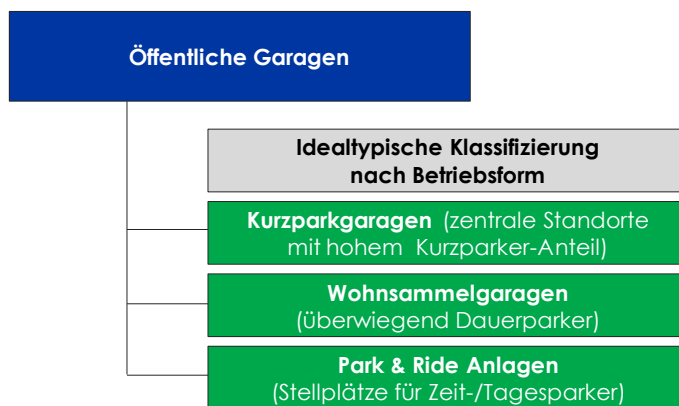 Öffentliche Garagen
Idealtypische Klassifizierung
nach Betriebsform
Kurzparkgaragen (zentrale Standorte
mit hohem Kurzparker-Anteil)
Wohnsammelgaragen
(überwiegend Dauerparker)
Park & Ride Anlagen
(Stellplätze für Zeit-/Tagesparker)